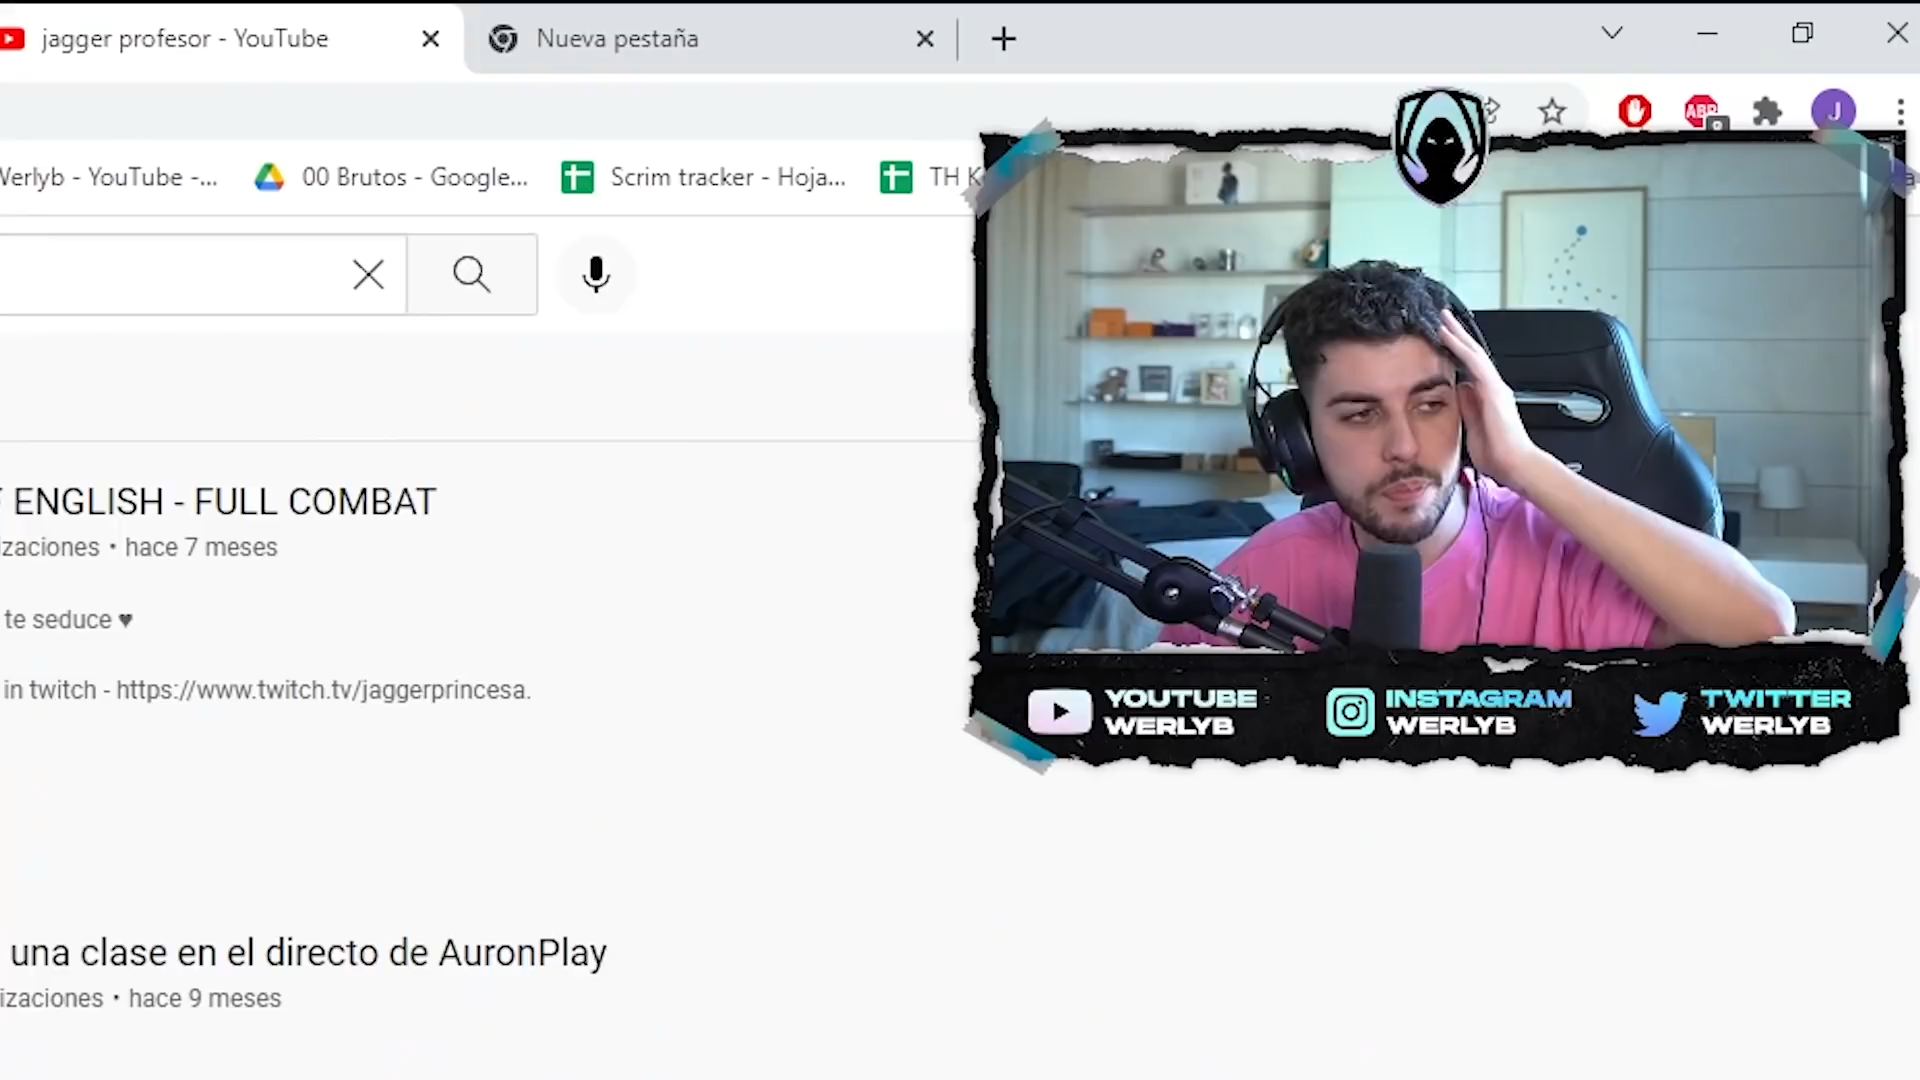 jagger profesor - YouTube
Nueva pestaña
ABP
J
Werlyb - YouTube -...
00 Brutos - Google...
Scrim tracker - Hoja...
TH K
ENGLISH - FULL COMBAT
izaciones • hace 7 meses
te seduce ♥
in twitch - https://www.twitch.tv/jaggerprincesa.
YOUTUBE
WERLYB
INSTAGRAM
WERLYB
TWITTER
WERLYB
una clase en el directo de AuronPlay
izaciones • hace 9 meses